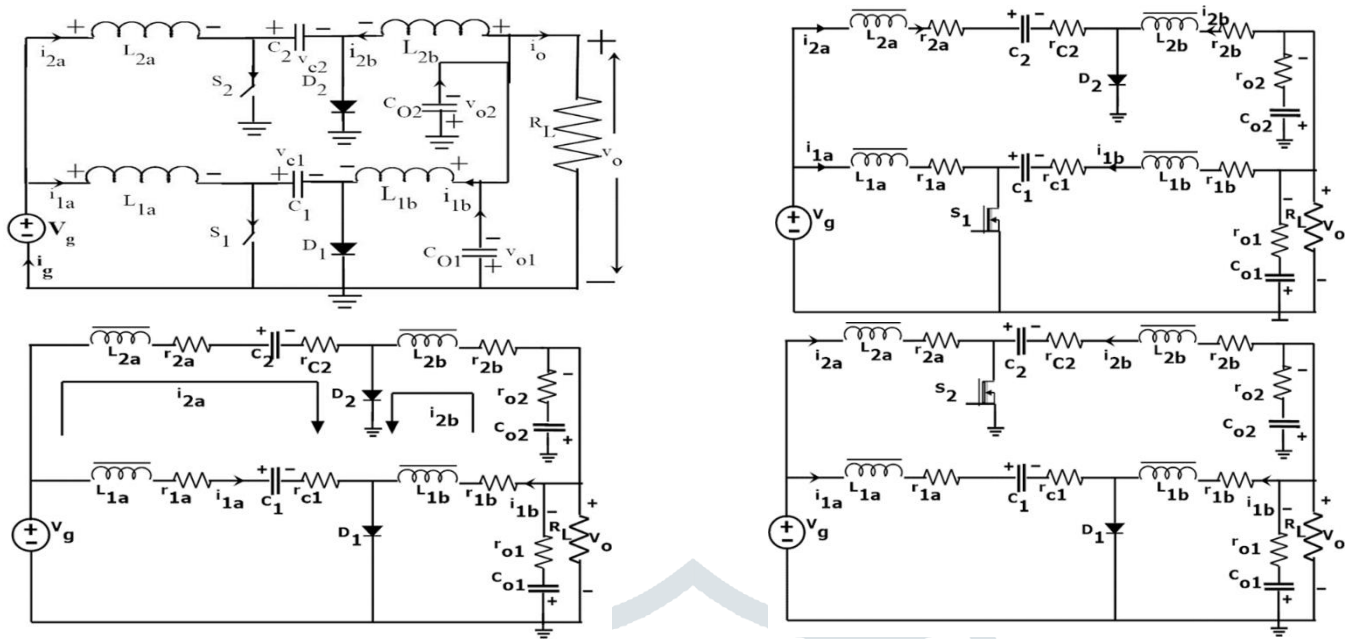 + − + − − +
i2a L2a C2 vc2 i2b L2b io +
S2 D2 CO2 − vo2 +
RL vo
vc1
+ − + − − +
i1a L1a C1 L1b i1b
Vg + −
S1 D1 CO1 − vo1 +
ig −
i2a L2a r2a + − C2 rC2 L2b i2b r2b
D2 ro2 −
Co2 +
i1a L1a r1a + − C1 rc1 i1b L1b r1b
S1 − RL + vo
Vg + −
ro1
Co1 + −
L2a r2a + − C2 rC2 L2b r2b
i2a D2 i2b ro2 −
Co2 +
L1a r1a i1a + − C1 rc1 L1b r1b i1b
Vg + −
D1 − RL + vo
ro1
Co1 + −
i2a L2a r2a + − C2 rC2 i2b L2b r2b
S2 ro2 −
Co2 +
i1a L1a r1a + − C1 rc1 L1b r1b i1b
Vg + −
D1 − RL + vo
ro1
Co1 + −